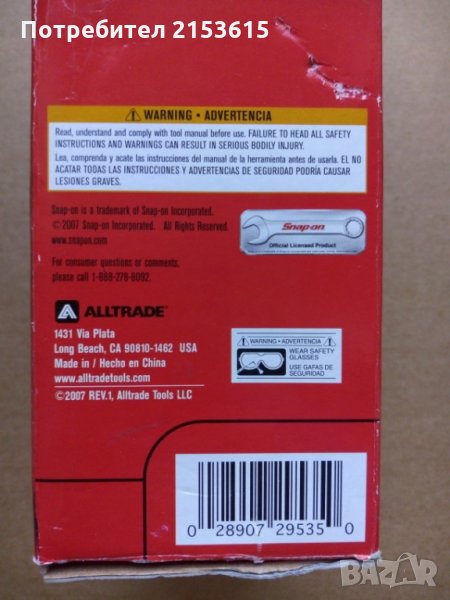 Потребител 2153615
WARNING • ADVERTENCIA
Read, understand and comply with tool manual before use. FAILURE TO HEAD ALL SAFETY
INSTRUCTIONS AND WARNINGS CAN RESULT IN SERIOUS BODILY INJURY.
Lea, comprenda y acate las instrucciones del manual de la herramienta antes de usarla. EL NO
ACATAR TODAS LAS INSTRUCCIONES Y ADVERTENCIAS DE SEGURIDAD PODRÍA CAUSAR
LESIONES GRAVES.
Snap-on is a trademark of Snap-on Incorporated.
©2007 Snap-on Incorporated. All Rights Reserved.
www.snapon.com
Snap-on
Official Licensed Product
For consumer questions or comments,
please call 1-888-278-8092.
ALLTRADE
1431 Via Plata
Long Beach, CA 90810-1462 USA
Made in / Hecho en China
www.alltradetools.com
©2007 REV.1, Alltrade Tools LLC
WARNING • ADVERTENCIA
WEAR SAFETY
GLASSES
USE GAFAS DE
SEGURIDAD
0 28907 29535 0
BAZAR